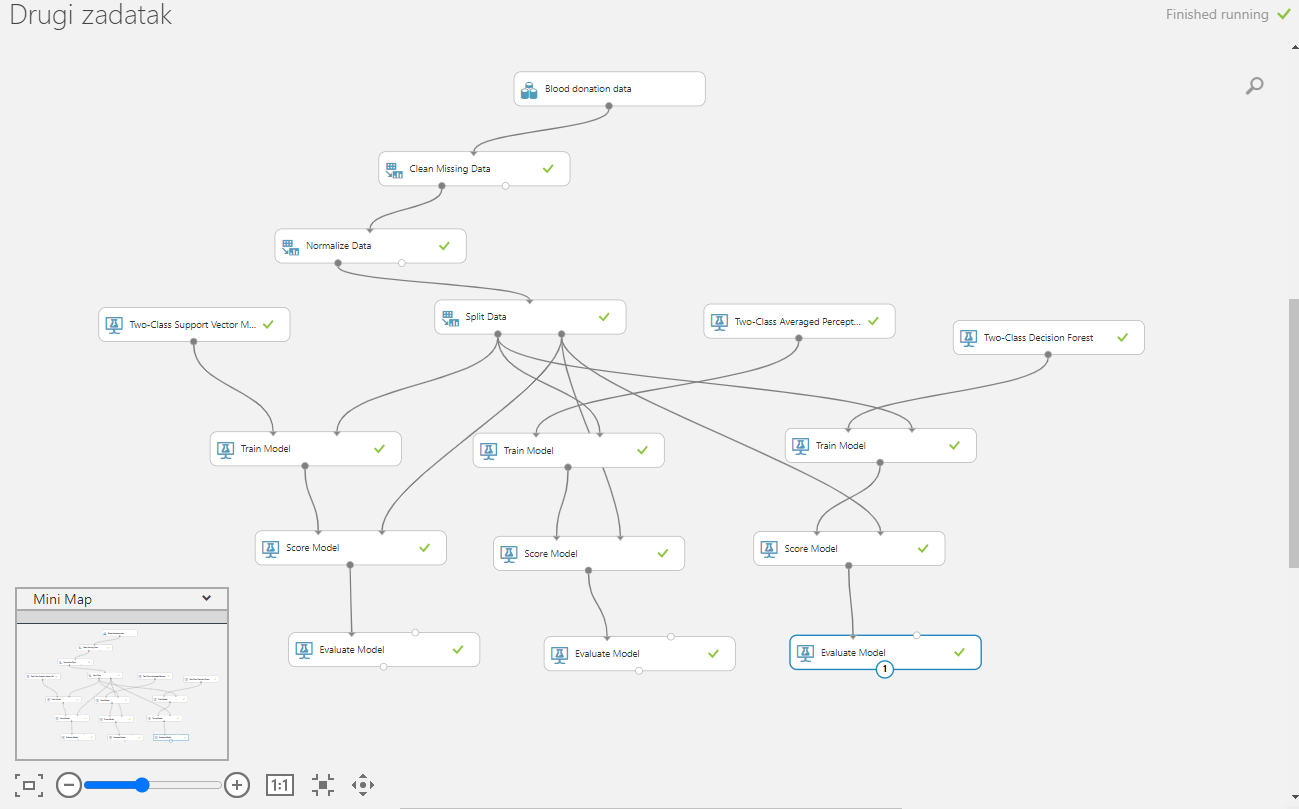 Drugi zadatak
Finished running
Blood donation data
Clean Missing Data
Normalize Data
Split Data
Two-Class Support Vector M...
Two-Class Averaged Percept...
Two-Class Decision Forest
Train Model
Train Model
Train Model
Score Model
Score Model
Score Model
Evaluate Model
Evaluate Model
Evaluate Model
1
Mini Map
1:1